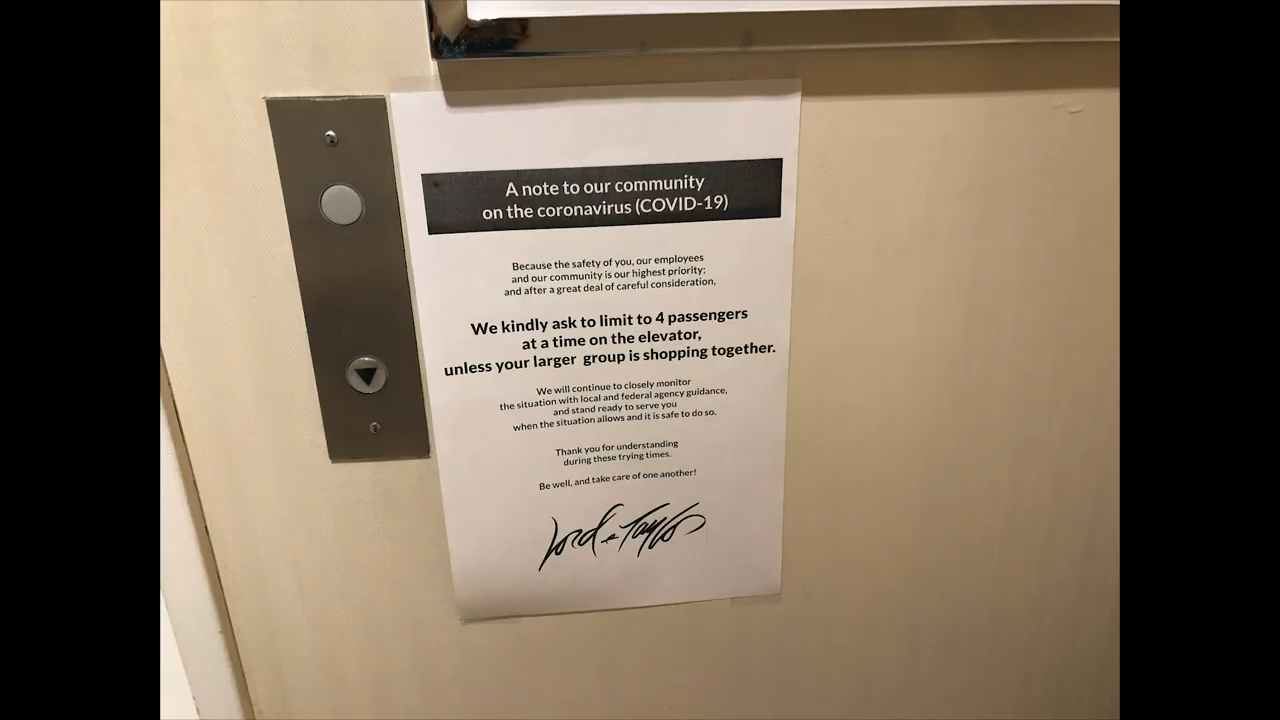 A note to our community
on the coronavirus (COVID-19)
Because the safety of you, our employees
and our community is our highest priority;
and after a great deal of careful consideration,
We kindly ask to limit to 4 passengers
at a time on the elevator,
unless your larger group is shopping together.
We will continue to closely monitor
the situation with local and federal agency guidance,
and stand ready to serve you
when the situation allows and it is safe to do so.
Thank you for understanding
during these trying times.
Be well, and take care of one another!
Lord & Taylor